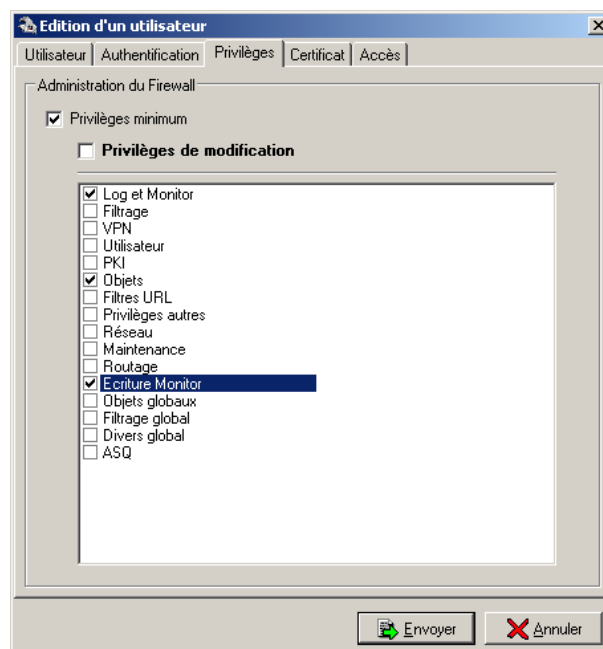 Edition d'un utilisateur
Utilisateur Authentification Privilèges Certificat Accès
Administration du Firewall
Privilèges minimum
Privilèges de modification
Log et Monitor
Filtrage
VPN
Utilisateur
PKI
Objets
Filtres URL
Privilèges autres
Réseau
Maintenance
Routage
Ecriture Monitor
Objets globaux
Filtrage global
Divers global
ASQ
Envoyer Annuler